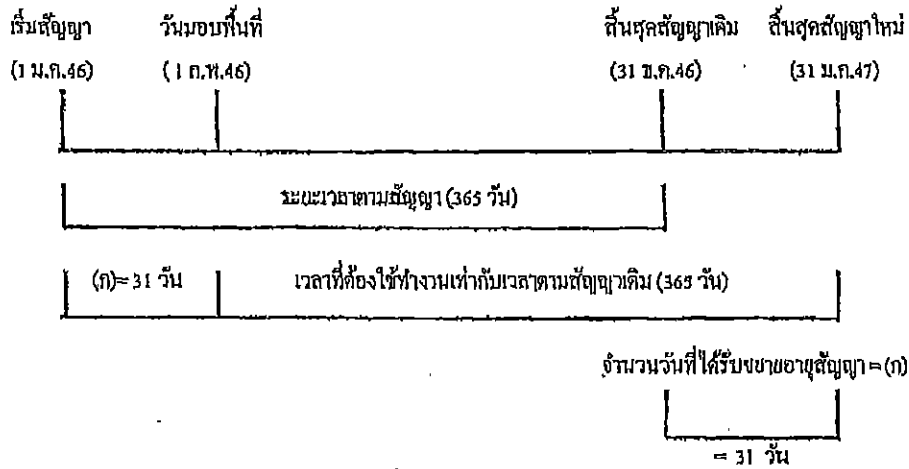 เริ่มสัญญา วันมอบพื้นที่ สิ้นสุดสัญญาเดิม สิ้นสุดสัญญาใหม่
(1 ม.ค.46) (1 ก.พ.46) (31 ธ.ค.46) (31 ม.ค.47)
ระยะเวลาตามสัญญา (365 วัน)
(ก)= 31 วัน เวลาที่ต้องใช้ทำงานเท่ากับเวลาตามสัญญาเดิม (365 วัน)
จำนวนวันที่ได้รับขยายอายุสัญญา = (ก)
= 31 วัน